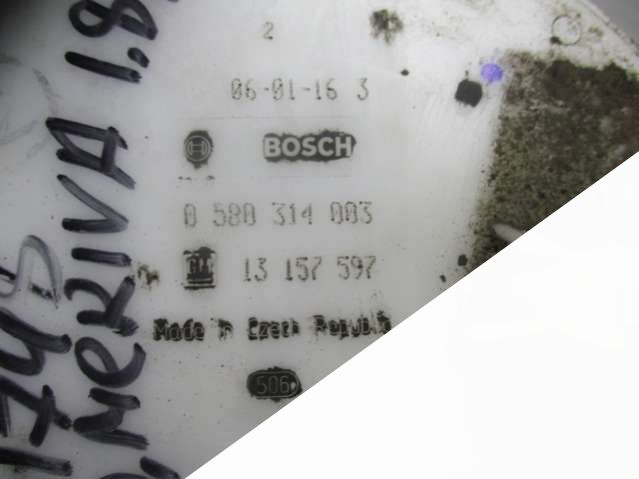 2
06-01-16 3
BOSCH
0 580 314 003
GM 13 157 597
Made in Czech Republic
506
MERIVA 1.8